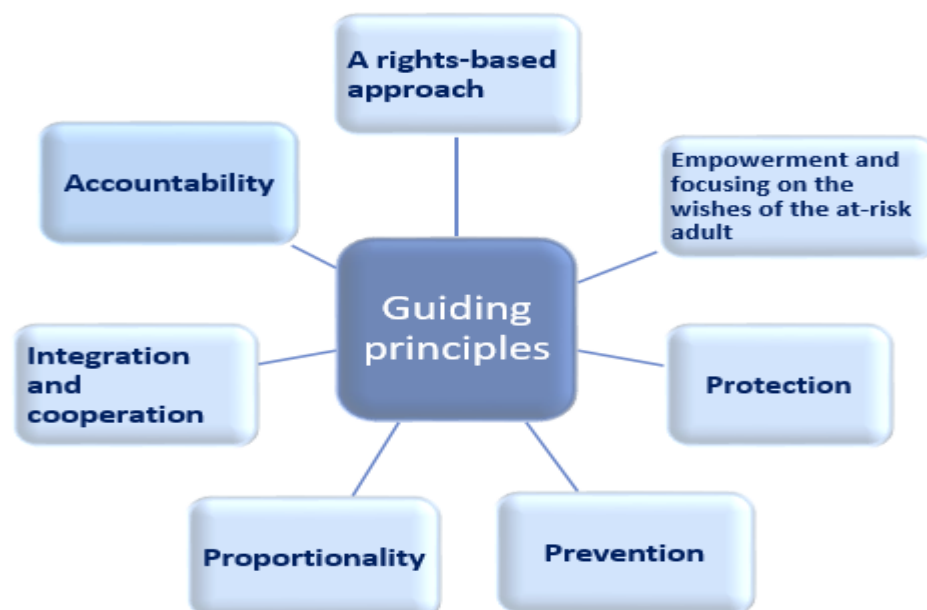 A rights-based
approach
Accountability
Empowerment and
focusing on the
wishes of the at-risk
adult
Guiding
principles
Integration
and
cooperation
Protection
Proportionality
Prevention